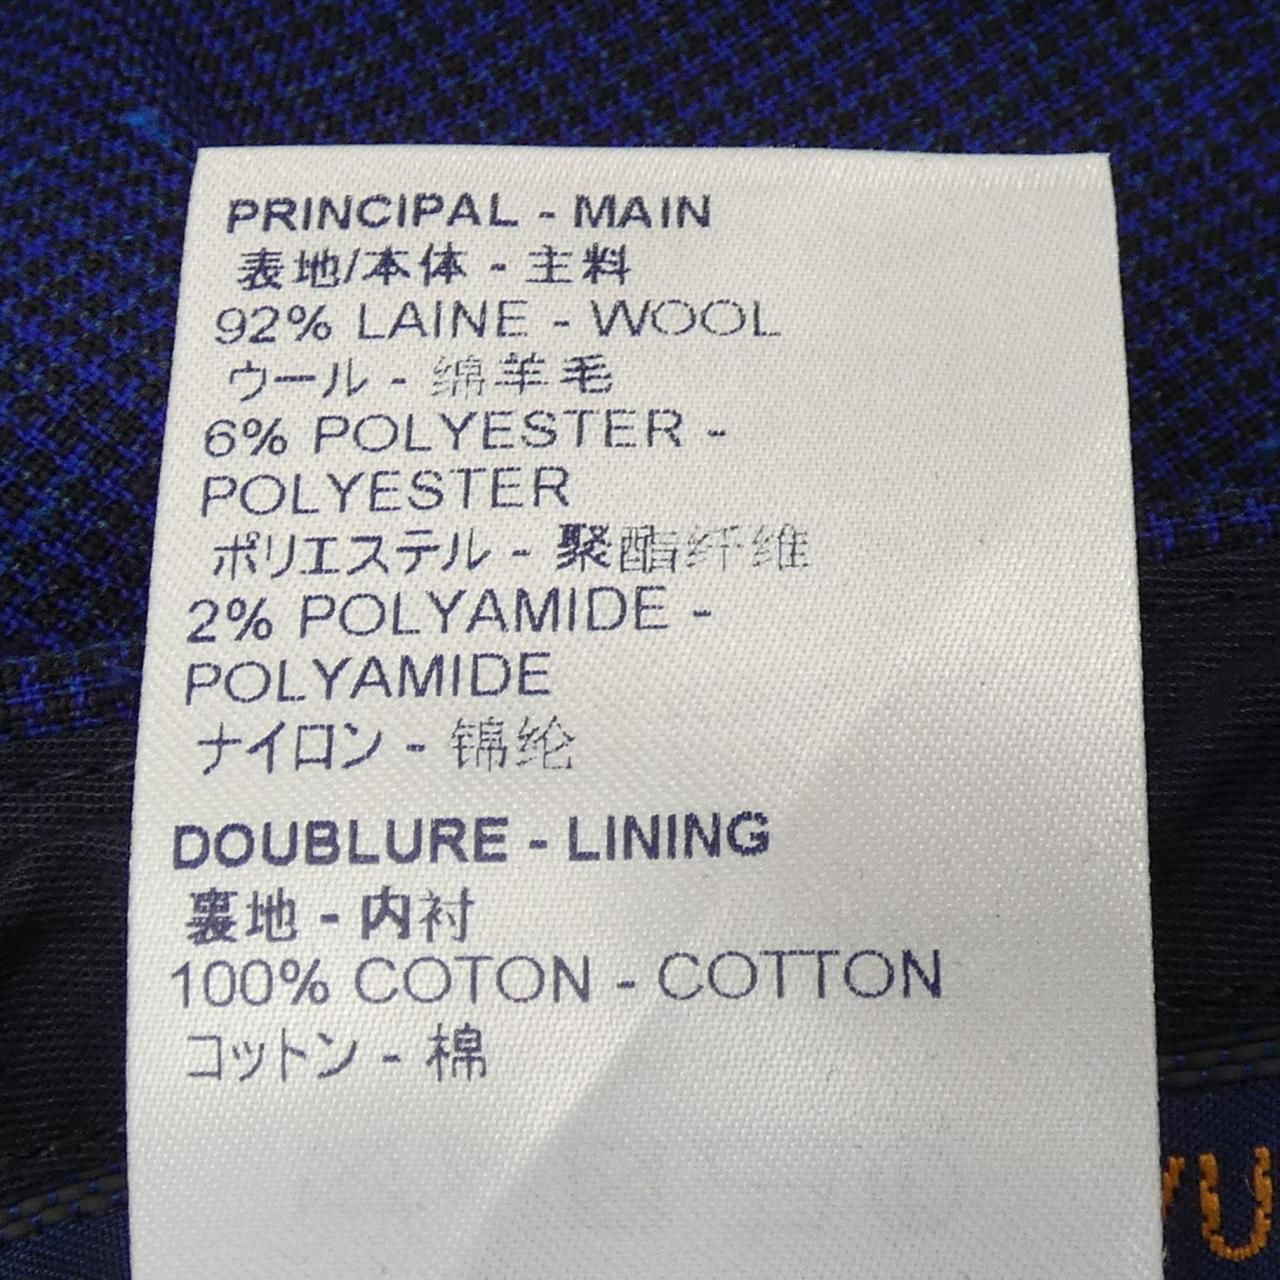 PRINCIPAL - MAIN
表地/本体 - 主料
92% LAINE - WOOL
ウール - 绵羊毛
6% POLYESTER -
POLYESTER
ポリエステル - 聚酯纤维
2% POLYAMIDE -
POLYAMIDE
ナイロン - 锦纶
DOUBLURE - LINING
裏地 - 内衬
100% COTON - COTTON
コットン - 棉